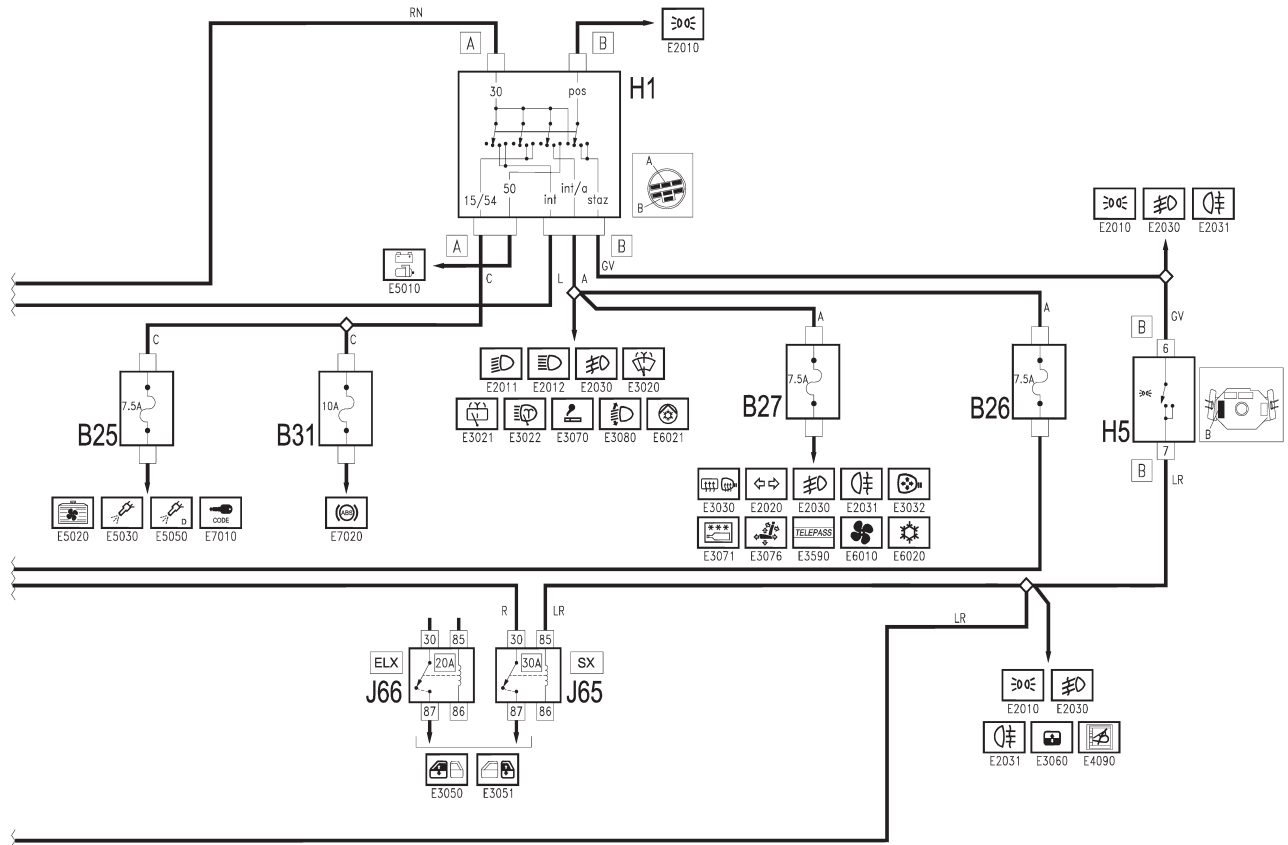 RN
A
B
E2010
H1
30
pos
15/54
50
int
int/a
staz
A
B
A
B
E5010
C
L
A
GV
E2010
E2030
E2031
C
C
A
A
B
GV
6
7.5A
B25
10A
B31
E2011
E2012
E2030
E3020
E3021
E3022
E3070
E3080
E6021
7.5A
B27
7.5A
B26
H5
B
B
7
LR
E5020
E5030
D
E5050
CODE
E7010
ABS
E7020
E3030
E2020
E2030
E2031
E3032
E3071
E3076
TELEPASS
E3590
E6010
E6020
R
LR
LR
30
85
30
85
ELX
20A
30A
SX
J66
J65
87
86
87
86
E3050
E3051
E2010
E2030
E2031
E3060
E4090